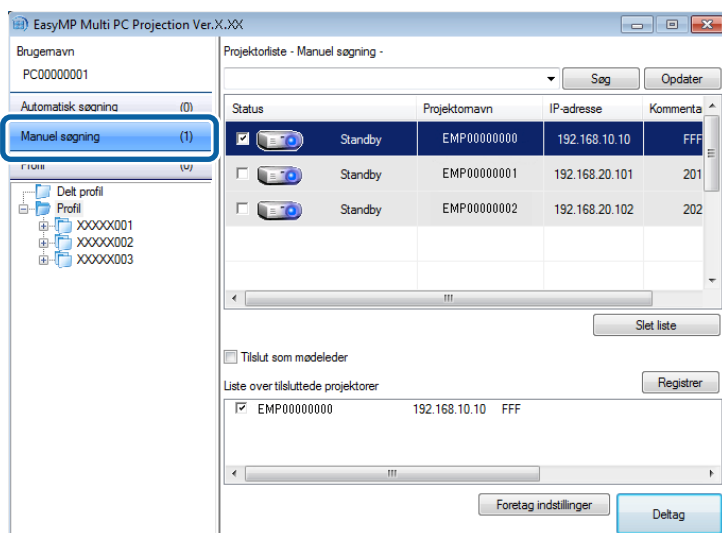 EasyMP Multi PC Projection Ver.X.XX
Brugernavn
PC00000001
Automatisk søgning (0)
Manuel søgning (1)
Profil (0)
Delt profil
Profil
XXXXX001
XXXXX002
XXXXX003
Projektorliste - Manuel søgning -
Søg Opdater
Status Projektornavn IP-adresse Kommenta
Standby EMP00000000 192.168.10.10 FFF
Standby EMP00000001 192.168.20.101 201
Standby EMP00000002 192.168.20.102 202
Slet liste
Tilslut som mødeleder
Liste over tilsluttede projektorer Registrer
EMP00000000 192.168.10.10 FFF
Foretag indstillinger Deltag